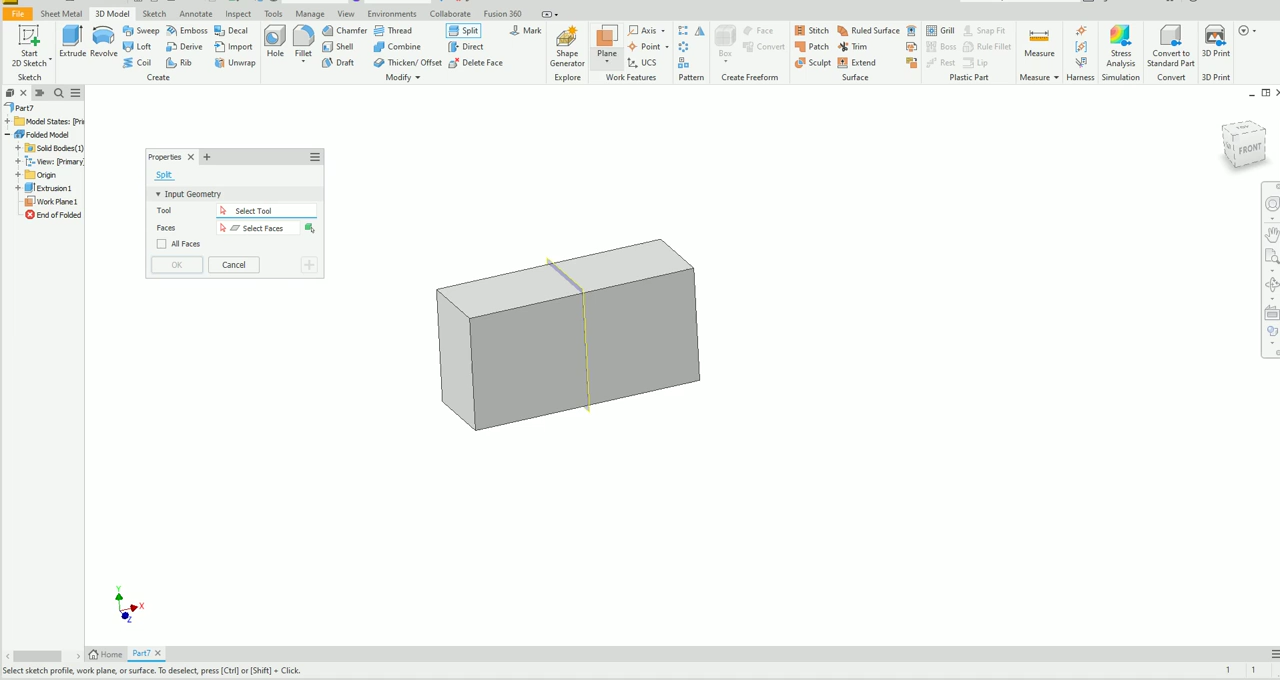 File Sheet Metal 3D Model Sketch Annotate Inspect Tools Manage View Environments Collaborate Fusion 360
Start 2D Sketch Extrude Revolve Sweep Emboss Decal Hole Fillet Chamfer Thread Split Mark Shape Generator Plane Axis Stitch Ruled Surface Box Face Grill Snap Fit Measure Stress Analysis Convert to Standard Part 3D Print
Loft Derive Import Shell Combine Direct Point Patch Trim Convert Boss Rule Fillet
Coil Rib Unwrap Draft Thicken/ Offset Delete Face UCS Sculpt Extend Rest Lip
Sketch Create Modify Explore Work Features Pattern Create Freeform Surface Plastic Part Measure Harness Simulation Convert 3D Print
Part7
Model States: [Pri
Folded Model
Solid Bodies(1)
View: [Primary
Origin
Extrusion1
Work Plane1
End of Folded
Properties
Split
Input Geometry
Tool Select Tool
Faces Select Faces
All Faces
OK Cancel
TOP
FRONT
Y
X
Z
Home Part7
Select sketch profile, work plane, or surface. To deselect, press [Ctrl] or [Shift] + Click. 1 1